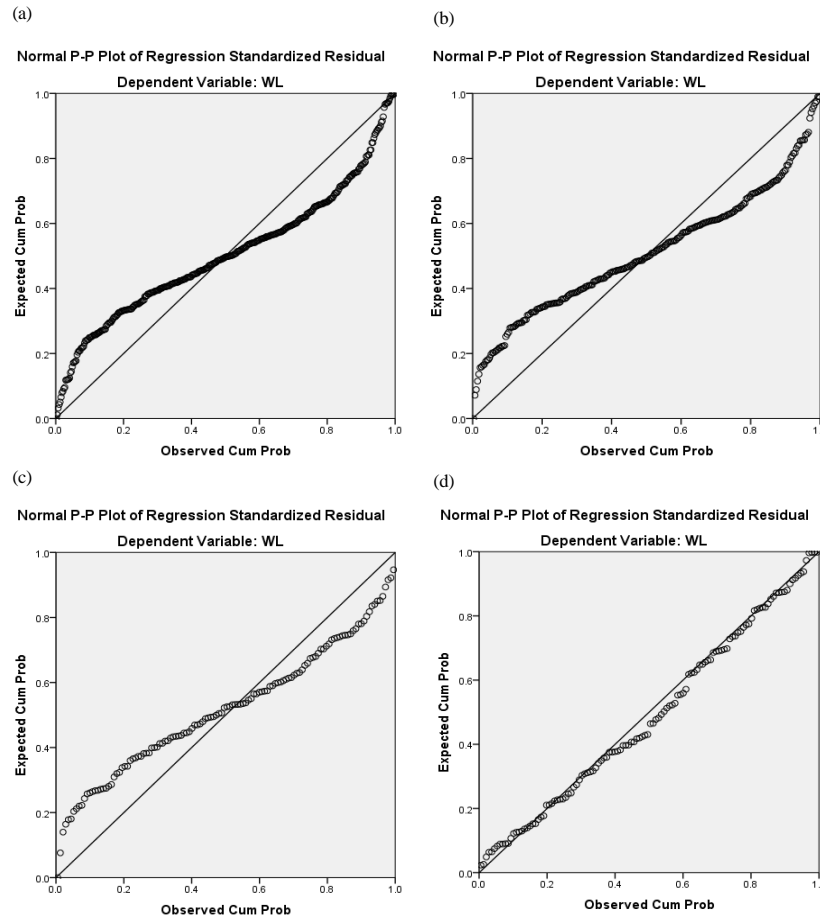 (a)
Normal P-P Plot of Regression Standardized Residual
Dependent Variable: WL
1.0
0.8
0.6
0.4
0.2
0.0
0.0 0.2 0.4 0.6 0.8 1.0
Expected Cum Prob
Observed Cum Prob
(b)
Normal P-P Plot of Regression Standardized Residual
Dependent Variable: WL
1.0
0.8
0.6
0.4
0.2
0.0
0.0 0.2 0.4 0.6 0.8 1.0
Expected Cum Prob
Observed Cum Prob
(c)
Normal P-P Plot of Regression Standardized Residual
Dependent Variable: WL
1.0
0.8
0.6
0.4
0.2
0.0
0.0 0.2 0.4 0.6 0.8 1.0
Expected Cum Prob
Observed Cum Prob
(d)
Normal P-P Plot of Regression Standardized Residual
Dependent Variable: WL
1.0
0.8
0.6
0.4
0.2
0.0
0.0 0.2 0.4 0.6 0.8
Expected Cum Prob
Observed Cum Prob